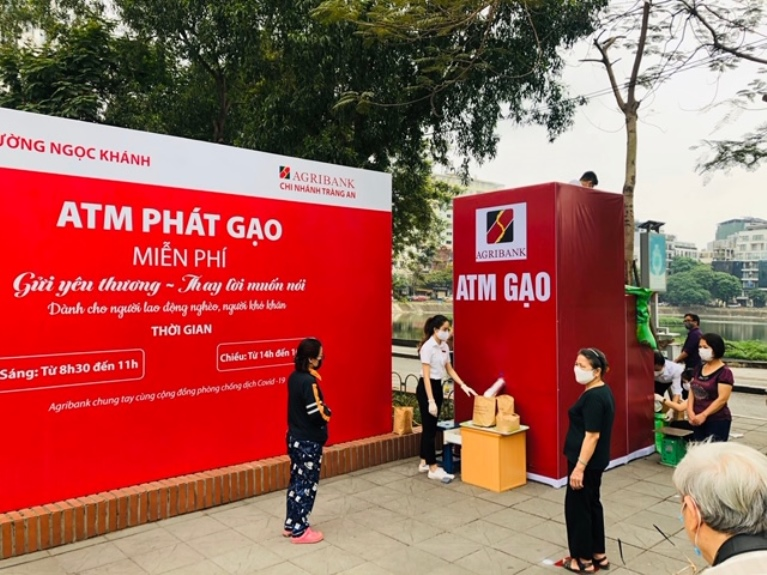 ƯỜNG NGỌC KHÁNH
AGRIBANK
CHI NHÁNH TRÀNG AN
ATM PHÁT GẠO
MIỄN PHÍ
Gửi yêu thương ~ Thay lời muốn nói
Dành cho người lao động nghèo, người khó khăn
THỜI GIAN
Sáng: Từ 8h30 đến 11h
Chiều: Từ 14h đến 1
Agribank chung tay cùng cộng đồng phòng chống dịch Covid -19
AGRIBANK
ATM GẠO